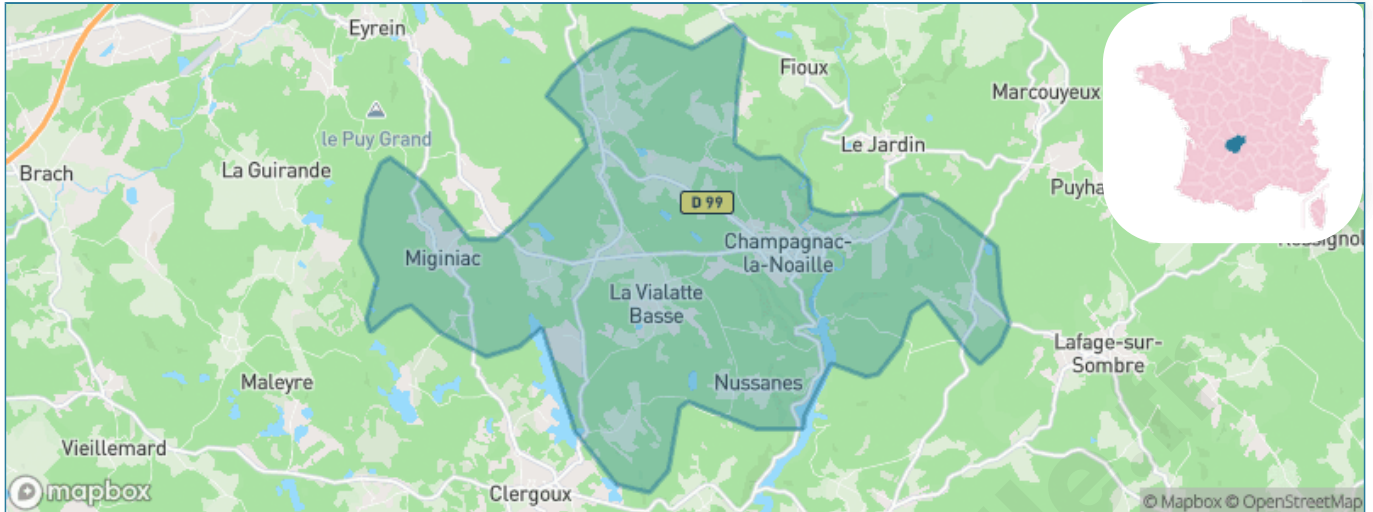 Eyrein
Fioux
Marcouyeux
le Puy Grand
Le Jardin
Brach
La Guirande
Puyha
D 99
Champagnac-
la-Noaille
Miginiac
La Vialatte
Basse
Lafage-sur-
Sombre
Maleyre
Nussanes
Vieillemard
Clergoux
mapbox
© Mapbox © OpenStreetMap